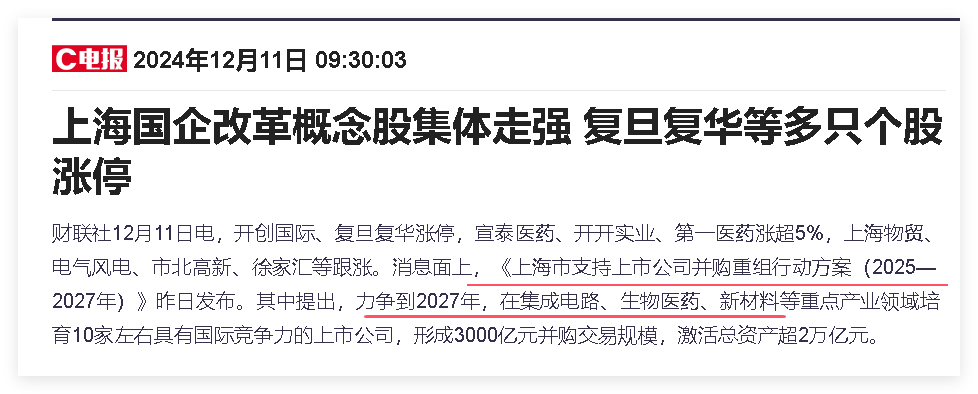 C电报 2024年12月11日 09:30:03
上海国企改革概念股集体走强 复旦复华等多只个股
涨停
财联社12月11日电，开创国际、复旦复华涨停，宣泰医药、开开实业、第一医药涨超5%，上海物贸、
电气风电、市北高新、徐家汇等跟涨。消息面上，《上海市支持上市公司并购重组行动方案（2025—
2027年）》昨日发布。其中提出，力争到2027年，在集成电路、生物医药、新材料等重点产业领域培
育10家左右具有国际竞争力的上市公司，形成3000亿元并购交易规模，激活总资产超2万亿元。